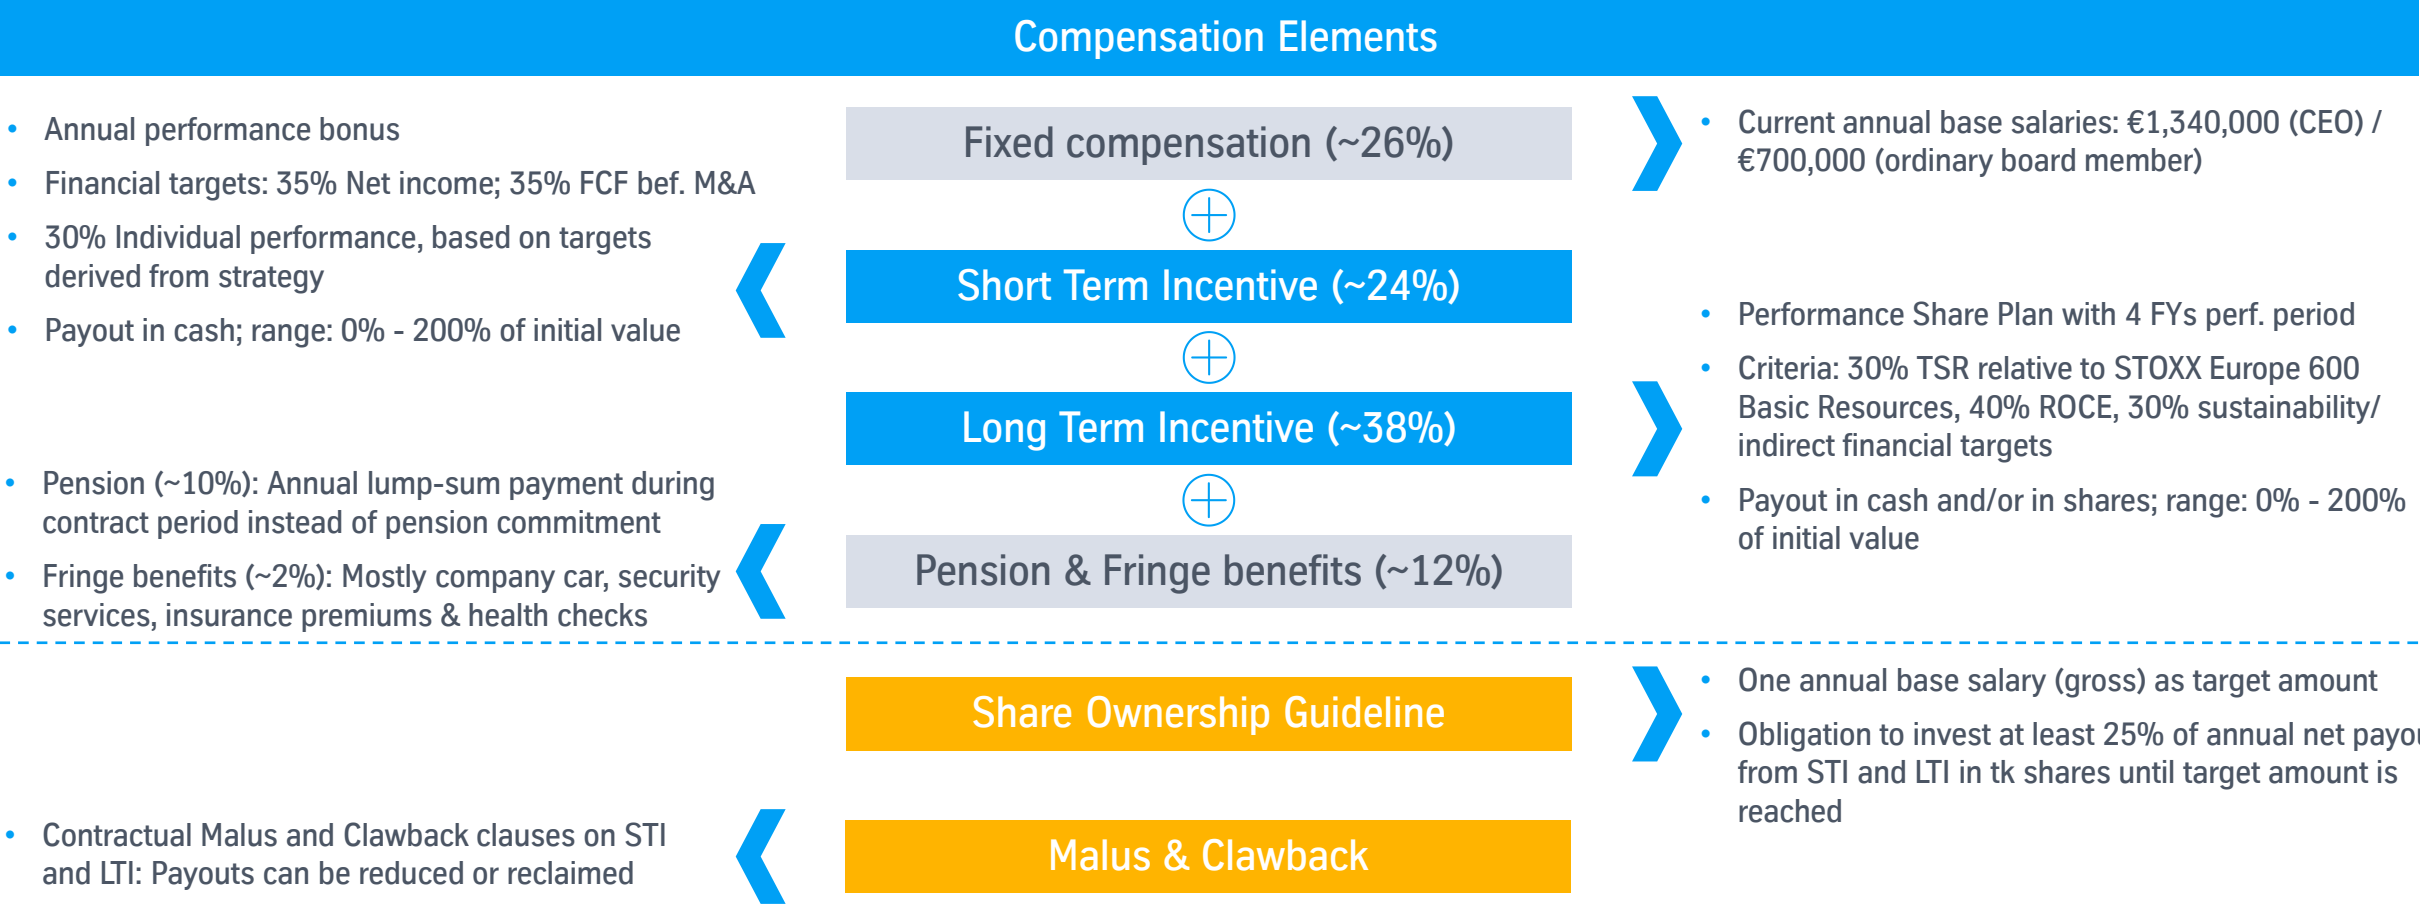 Compensation Elements
Fixed compensation (~26%)
• Current annual base salaries: €1,340,000 (CEO) /
€700,000 (ordinary board member)
• Annual performance bonus
• Financial targets: 35% Net income; 35% FCF bef. M&A
• 30% Individual performance, based on targets
derived from strategy
• Payout in cash; range: 0% - 200% of initial value
Short Term Incentive (~24%)
Long Term Incentive (~38%)
• Performance Share Plan with 4 FYs perf. period
• Criteria: 30% TSR relative to STOXX Europe 600
Basic Resources, 40% ROCE, 30% sustainability/
indirect financial targets
• Payout in cash and/or in shares; range: 0% - 200%
of initial value
• Pension (~10%): Annual lump-sum payment during
contract period instead of pension commitment
• Fringe benefits (~2%): Mostly company car, security
services, insurance premiums & health checks
Pension & Fringe benefits (~12%)
Share Ownership Guideline
• One annual base salary (gross) as target amount
• Obligation to invest at least 25% of annual net
from STI and LTI in tk shares until target amount is
reached
• Contractual Malus and Clawback clauses on STI
and LTI: Payouts can be reduced or reclaimed
Malus & Clawback